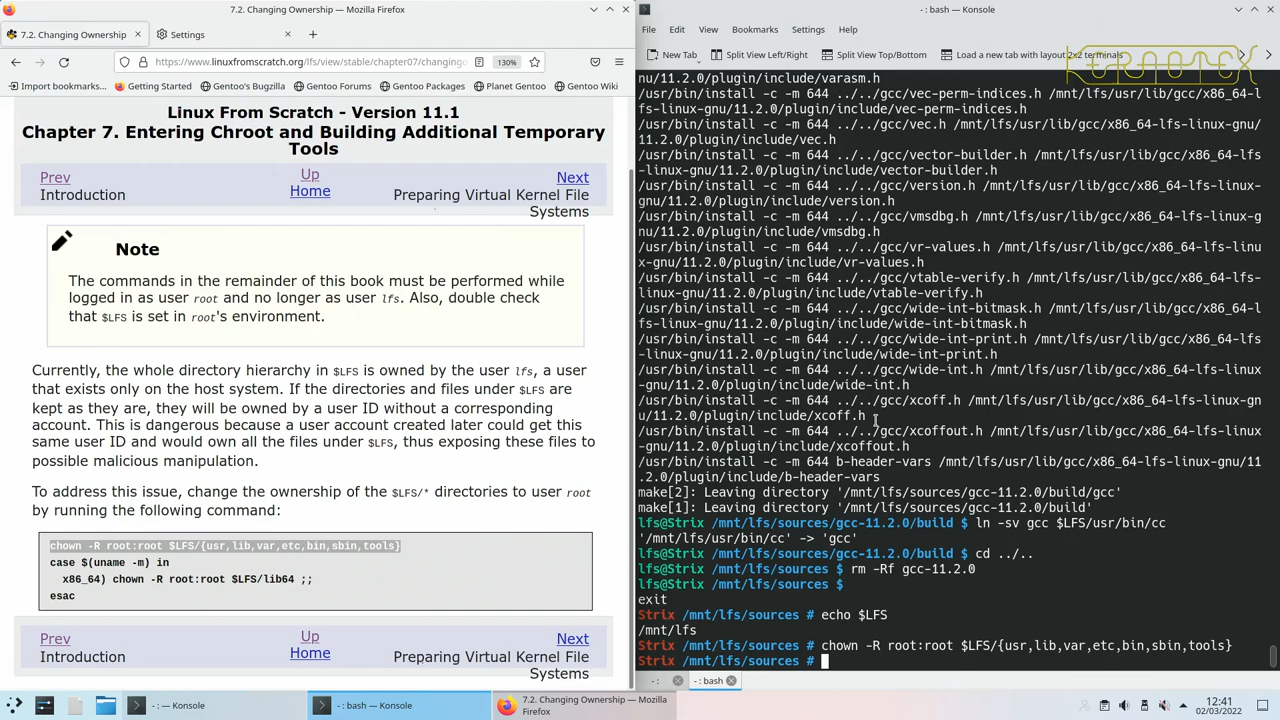 7.2. Changing Ownership — Mozilla Firefox
7.2. Changing Ownership
Settings
https://www.linuxfromscratch.org/lfs/view/stable/chapter07/changing
130%
Import bookmarks...
Getting Started
Gentoo's Bugzilla
Gentoo Forums
Gentoo Packages
Planet Gentoo
Gentoo Wiki
Linux From Scratch - Version 11.1
Chapter 7. Entering Chroot and Building Additional Temporary
Tools
Prev
Introduction
Up
Home
Next
Preparing Virtual Kernel File
Systems
Note
The commands in the remainder of this book must be performed while
logged in as user root and no longer as user lfs. Also, double check
that $LFS is set in root's environment.
Currently, the whole directory hierarchy in $LFS is owned by the user lfs, a user
that exists only on the host system. If the directories and files under $LFS are
kept as they are, they will be owned by a user ID without a corresponding
account. This is dangerous because a user account created later could get this
same user ID and would own all the files under $LFS, thus exposing these files to
possible malicious manipulation.
To address this issue, change the ownership of the $LFS/* directories to user root
by running the following command:
chown -R root:root $LFS/{usr,lib,var,etc,bin,sbin,tools}
case $(uname -m) in
x86_64) chown -R root:root $LFS/lib64 ;;
esac
Prev
Introduction
Up
Home
Next
Preparing Virtual Kernel File
Systems
- : bash — Konsole
File
Edit
View
Bookmarks
Settings
Help
New Tab
Split View Left/Right
Split View Top/Bottom
Load a new tab with layout 2x2 terminals
KERNOTEX
nu/11.2.0/plugin/include/varasm.h
/usr/bin/install -c -m 644 ../../gcc/vec-perm-indices.h /mnt/lfs/usr/lib/gcc/x86_64-l
fs-linux-gnu/11.2.0/plugin/include/vec-perm-indices.h
/usr/bin/install -c -m 644 ../../gcc/vec.h /mnt/lfs/usr/lib/gcc/x86_64-lfs-linux-gnu/
11.2.0/plugin/include/vec.h
/usr/bin/install -c -m 644 ../../gcc/vector-builder.h /mnt/lfs/usr/lib/gcc/x86_64-lfs
-linux-gnu/11.2.0/plugin/include/vector-builder.h
/usr/bin/install -c -m 644 ../../gcc/version.h /mnt/lfs/usr/lib/gcc/x86_64-lfs-linux-
gnu/11.2.0/plugin/include/version.h
/usr/bin/install -c -m 644 ../../gcc/vmsdbg.h /mnt/lfs/usr/lib/gcc/x86_64-lfs-linux-g
nu/11.2.0/plugin/include/vmsdbg.h
/usr/bin/install -c -m 644 ../../gcc/vr-values.h /mnt/lfs/usr/lib/gcc/x86_64-lfs-linu
x-gnu/11.2.0/plugin/include/vr-values.h
/usr/bin/install -c -m 644 ../../gcc/vtable-verify.h /mnt/lfs/usr/lib/gcc/x86_64-lfs-
linux-gnu/11.2.0/plugin/include/vtable-verify.h
/usr/bin/install -c -m 644 ../../gcc/wide-int-bitmask.h /mnt/lfs/usr/lib/gcc/x86_64-l
fs-linux-gnu/11.2.0/plugin/include/wide-int-bitmask.h
/usr/bin/install -c -m 644 ../../gcc/wide-int-print.h /mnt/lfs/usr/lib/gcc/x86_64-lfs
-linux-gnu/11.2.0/plugin/include/wide-int-print.h
/usr/bin/install -c -m 644 ../../gcc/wide-int.h /mnt/lfs/usr/lib/gcc/x86_64-lfs-linux
-gnu/11.2.0/plugin/include/wide-int.h
/usr/bin/install -c -m 644 ../../gcc/xcoff.h /mnt/lfs/usr/lib/gcc/x86_64-lfs-linux-gn
u/11.2.0/plugin/include/xcoff.h
/usr/bin/install -c -m 644 ../../gcc/xcoffout.h /mnt/lfs/usr/lib/gcc/x86_64-lfs-linux
-gnu/11.2.0/plugin/include/xcoffout.h
/usr/bin/install -c -m 644 b-header-vars /mnt/lfs/usr/lib/gcc/x86_64-lfs-linux-gnu/11
.2.0/plugin/include/b-header-vars
make[2]: Leaving directory '/mnt/lfs/sources/gcc-11.2.0/build/gcc'
make[1]: Leaving directory '/mnt/lfs/sources/gcc-11.2.0/build'
lfs@Strix /mnt/lfs/sources/gcc-11.2.0/build $ ln -sv gcc $LFS/usr/bin/cc
'/mnt/lfs/usr/bin/cc' -> 'gcc'
lfs@Strix /mnt/lfs/sources/gcc-11.2.0/build $ cd ../..
lfs@Strix /mnt/lfs/sources $ rm -Rf gcc-11.2.0
lfs@Strix /mnt/lfs/sources $
exit
Strix /mnt/lfs/sources # echo $LFS
/mnt/lfs
Strix /mnt/lfs/sources # chown -R root:root $LFS/{usr,lib,var,etc,bin,sbin,tools}
Strix /mnt/lfs/sources #
- :
- : bash
- : — Konsole
- : bash — Konsole
7.2. Changing Ownership — Mozilla
Firefox
12:41
02/03/2022